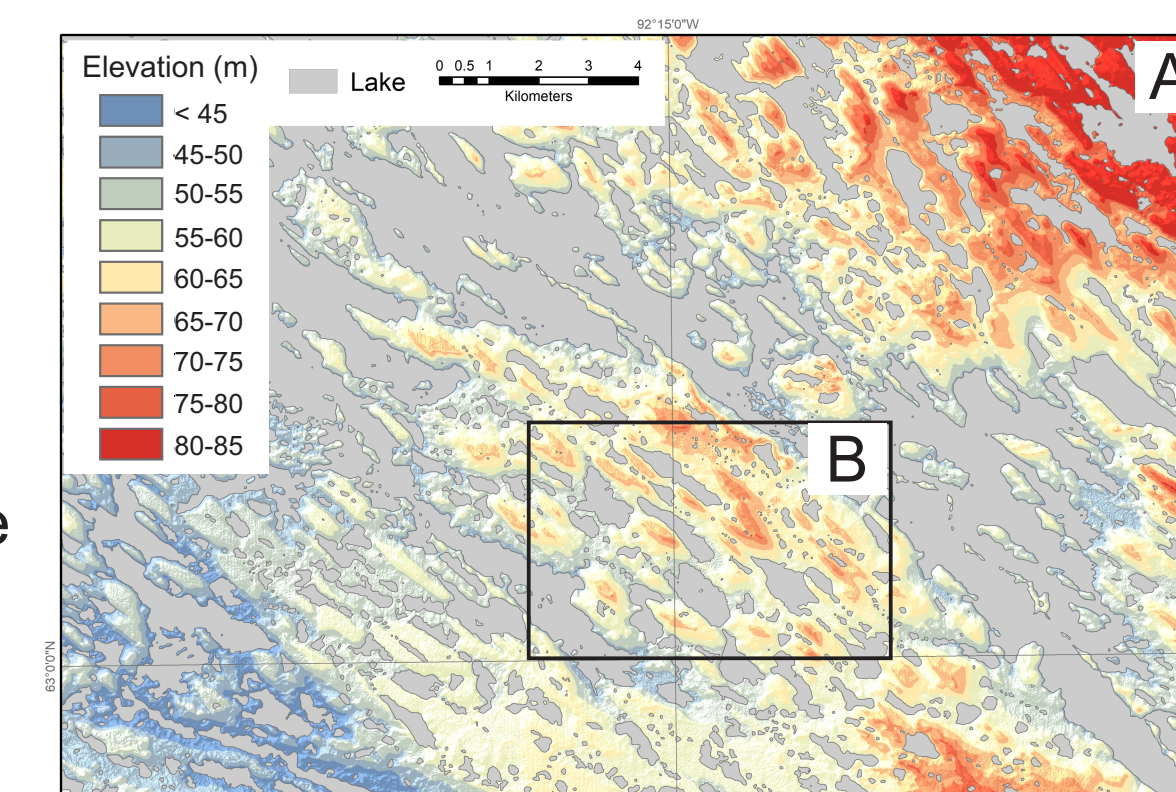 92°15'0"W
Elevation (m)
< 45
45-50
50-55
55-60
60-65
65-70
70-75
75-80
80-85
Lake
0 0.5 1 2 3 4
Kilometers
A
B
e
63°0'0"N